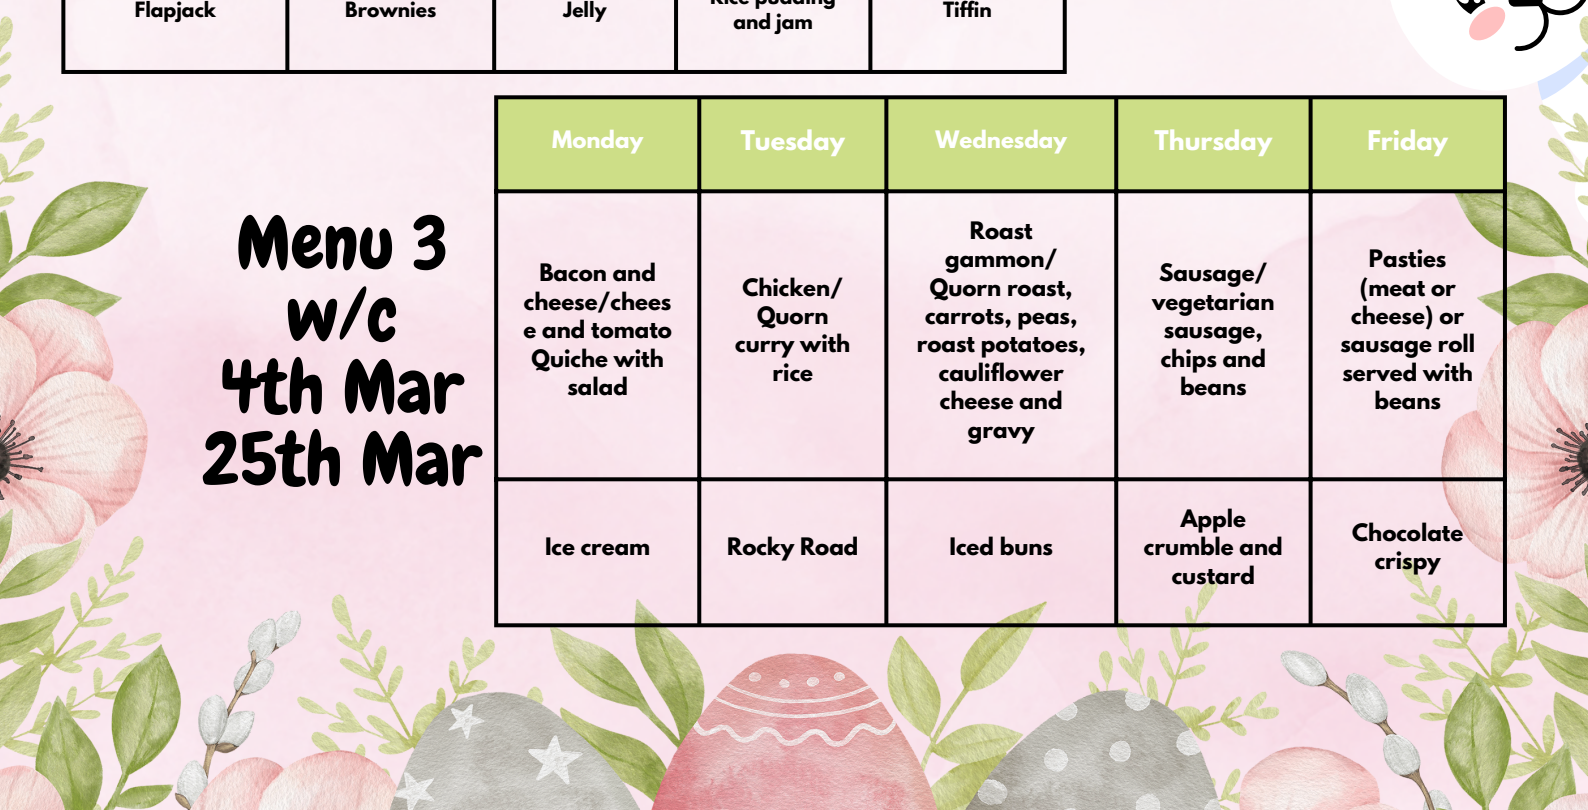 Flapjack
Brownies
Jelly
Rice pudding
and jam
Tiffin
Monday
Tuesday
Wednesday
Thursday
Friday
Menu 3
w/c
4th Mar
25th Mar
Bacon and
cheese/chees
e and tomato
Quiche with
salad
Chicken/
Quorn
curry with
rice
Roast
gammon/
Quorn roast,
carrots, peas,
roast potatoes,
cauliflower
cheese and
gravy
Sausage/
vegetarian
sausage,
chips and
beans
Pasties
(meat or
cheese) or
sausage roll
served with
beans
Ice cream
Rocky Road
Iced buns
Apple
crumble and
custard
Chocolate
crispy